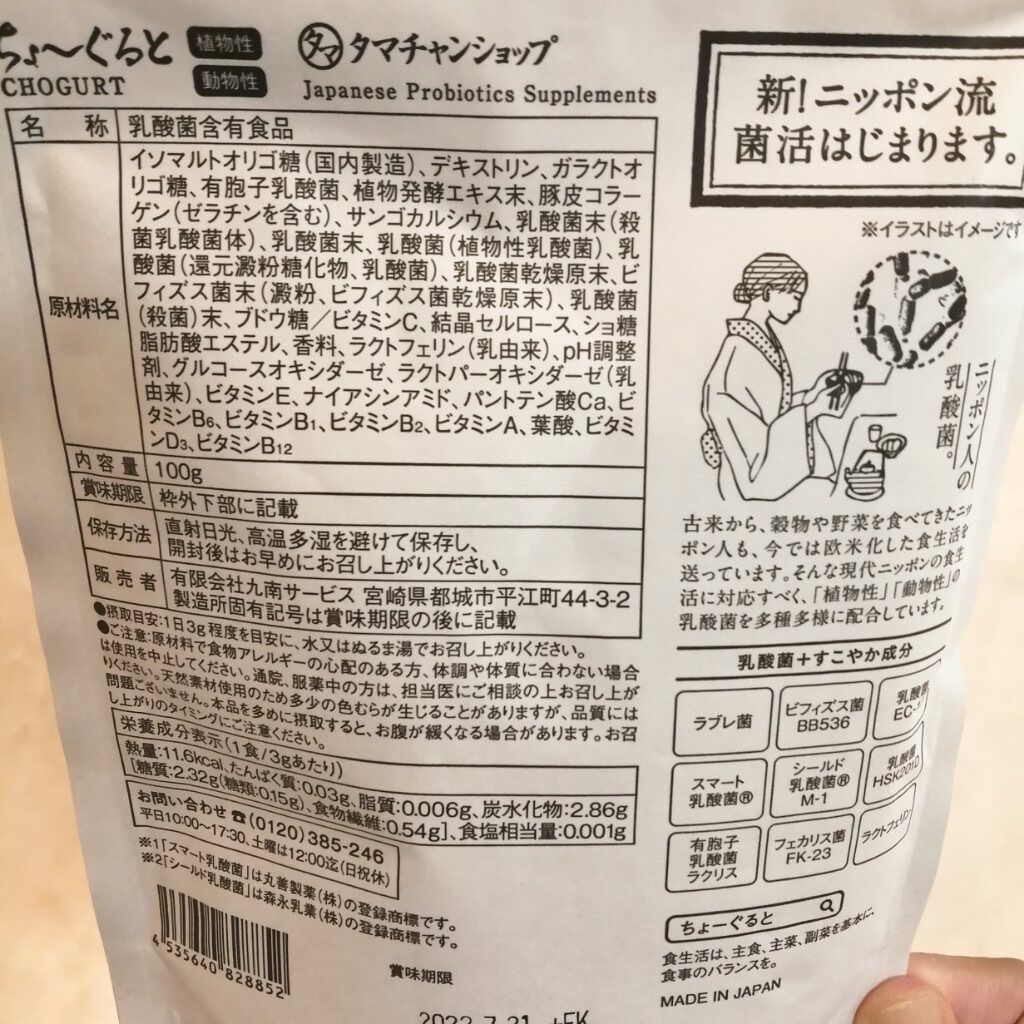 ちょ〜ぐると 植物性 動物性
CHOGURT
タマ タマチャンショップ
Japanese Probiotics Supplements
名称 乳酸菌含有食品
原材料名 イソマルトオリゴ糖(国内製造)、デキストリン、ガラクトオ
リゴ糖、有胞子乳酸菌、植物発酵エキス末、豚皮コラー
ゲン(ゼラチンを含む)、サンゴカルシウム、乳酸菌末(殺
菌乳酸菌体)、乳酸菌末、乳酸菌(植物性乳酸菌)、乳
酸菌(還元澱粉糖化物、乳酸菌)、乳酸菌乾燥原末、ビ
フィズス菌末(澱粉、ビフィズス菌乾燥原末)、乳酸菌
(殺菌)末、ブドウ糖/ビタミンC、結晶セルロース、ショ糖
脂肪酸エステル、香料、ラクトフェリン(乳由来)、pH調整
剤、グルコースオキシダーゼ、ラクトパーオキシダーゼ(乳
由来)、ビタミンE、ナイアシンアミド、パントテン酸Ca、ビ
タミンB6、ビタミンB1、ビタミンB2、ビタミンA、葉酸、ビタミ
ンD3、ビタミンB12
内容量 100g
賞味期限 枠外下部に記載
保存方法 直射日光、高温多湿を避けて保存し、
開封後はお早めにお召し上がりください。
販売者 有限会社九南サービス 宮崎県都城市平江町44-3-2
製造所固有記号は賞味期限の後に記載
●摂取目安:1日3g程度を目安に、水又はぬるま湯でお召し上がりください。
●ご注意:原材料で食物アレルギーの心配のある方、体調や体質に合わない場合
は使用を中止してください。通院、服薬中の方は、担当医にご相談の上お召し上が
りください。天然素材使用のため多少の色むらが生じることがありますが、品質には
問題ございません。本品を多めに摂取すると、お腹が緩くなる場合があります。お召
し上がりのタイミングにご注意ください。
栄養成分表示(1食/3gあたり)
熱量:11.6kcal、たんぱく質:0.03g、脂質:0.006g、炭水化物:2.86g
[糖質:2.32g(糖類:0.15g)、食物繊維:0.54g]、食塩相当量:0.001g
お問い合わせ ☎(0120)385-246
平日10:00〜17:30、土曜は12:00迄(日祝休)
※1「スマート乳酸菌」は丸善製薬(株)の登録商標です。
※2「シールド乳酸菌」は森永乳業(株)の登録商標です。
4 535640 828852
賞味期限
2022.7.21 +FK
新!ニッポン流
菌活はじまります。
※イラストはイメージです
ニッポン人の
乳酸菌。
古来から、穀物や野菜を食べてきたニッ
ポン人も、今では欧米化した食生活を
送っています。そんな現代ニッポンの食生
活に対応すべく、「植物性」「動物性」の
乳酸菌を多種多様に配合しています。
乳酸菌+すこやか成分
ラブレ菌
ビフィズス菌
BB536
乳酸菌
スマート
乳酸菌®
シールド
乳酸菌®
M-1
乳酸菌
HSK201D
有胞子
乳酸菌
ラクリス
フェカリス菌
FK-23
ラクトフェリン
ちょーぐると
食生活は、主食、主菜、副菜を基本に、
食事のバランスを。
MADE IN JAPAN